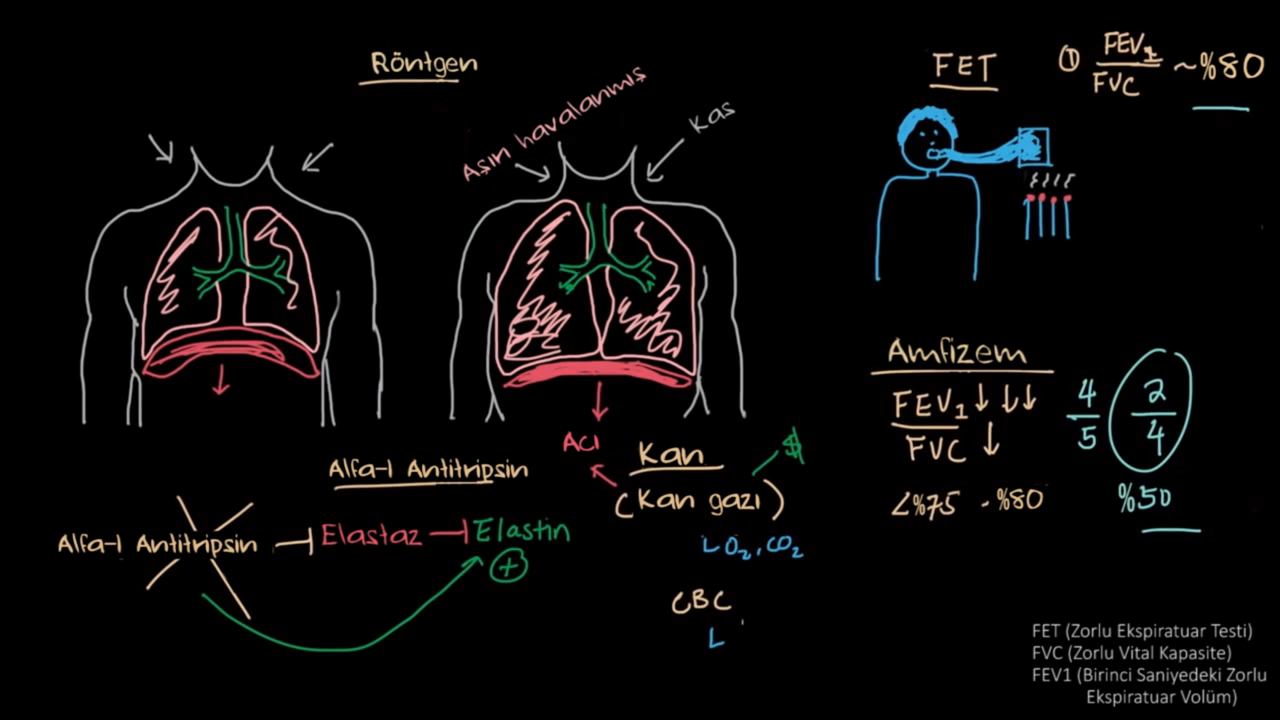 Röntgen
Aşırı havalanmış
Kas
FET
① FEV1
FVC
~%80
Amfizem
FEV1 ↓ ↓↓
FVC ↓
4
5
2
4
<%75 - %80
%50
Acı
Kan
$
(Kan gazı)
O2, CO2
CBC
Alfa-1 Antitripsin
Alfa-1 Antitripsin
Elastaz
Elastin
+
FET (Zorlu Ekspiratuar Testi)
FVC (Zorlu Vital Kapasite)
FEV1 (Birinci Saniyedeki Zorlu
Ekspiratuar Volüm)